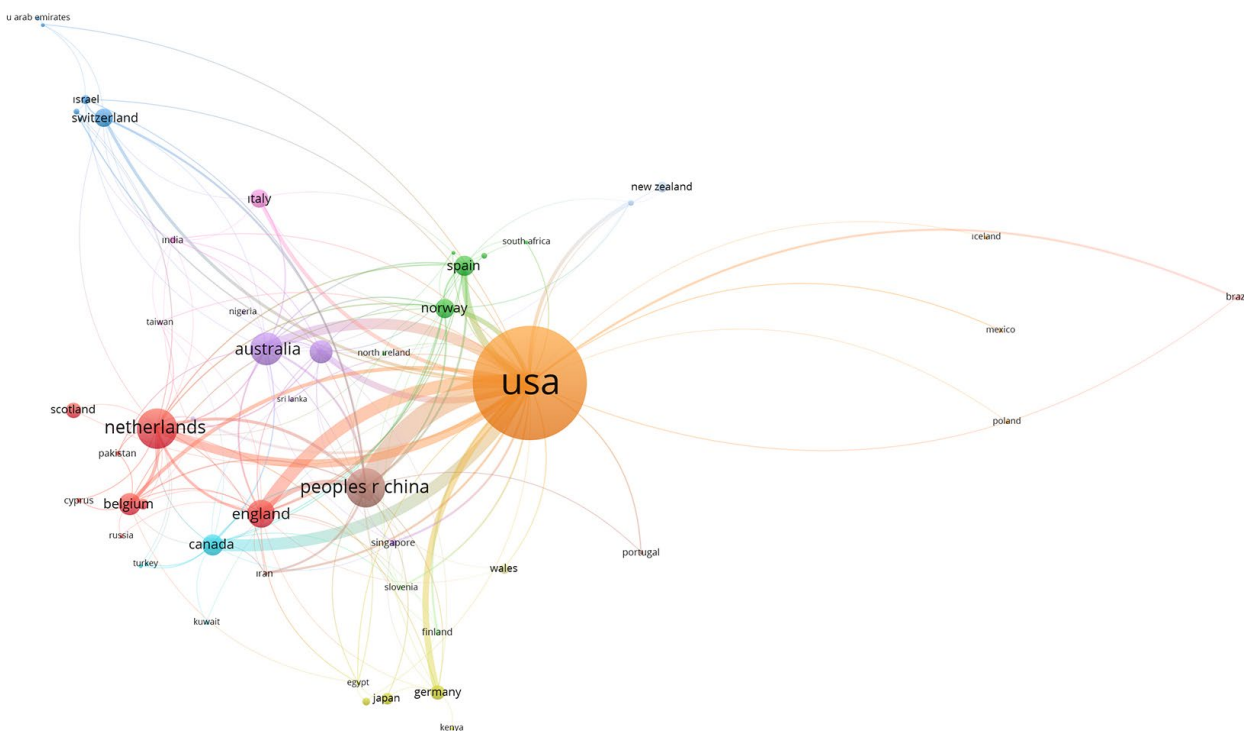 u arab emirates
israel
switzerland
new zealand
italy
iceland
india
south africa
spain
braz
norway
nigeria
taiwan
mexico
australia
north ireland
usa
sri lanka
scotland
poland
netherlands
pakistan
peoples r china
cyprus
belgium
england
russia
canada
singapore
portugal
turkey
iran
wales
slovenia
kuwait
finland
egypt
germany
japan
kenya